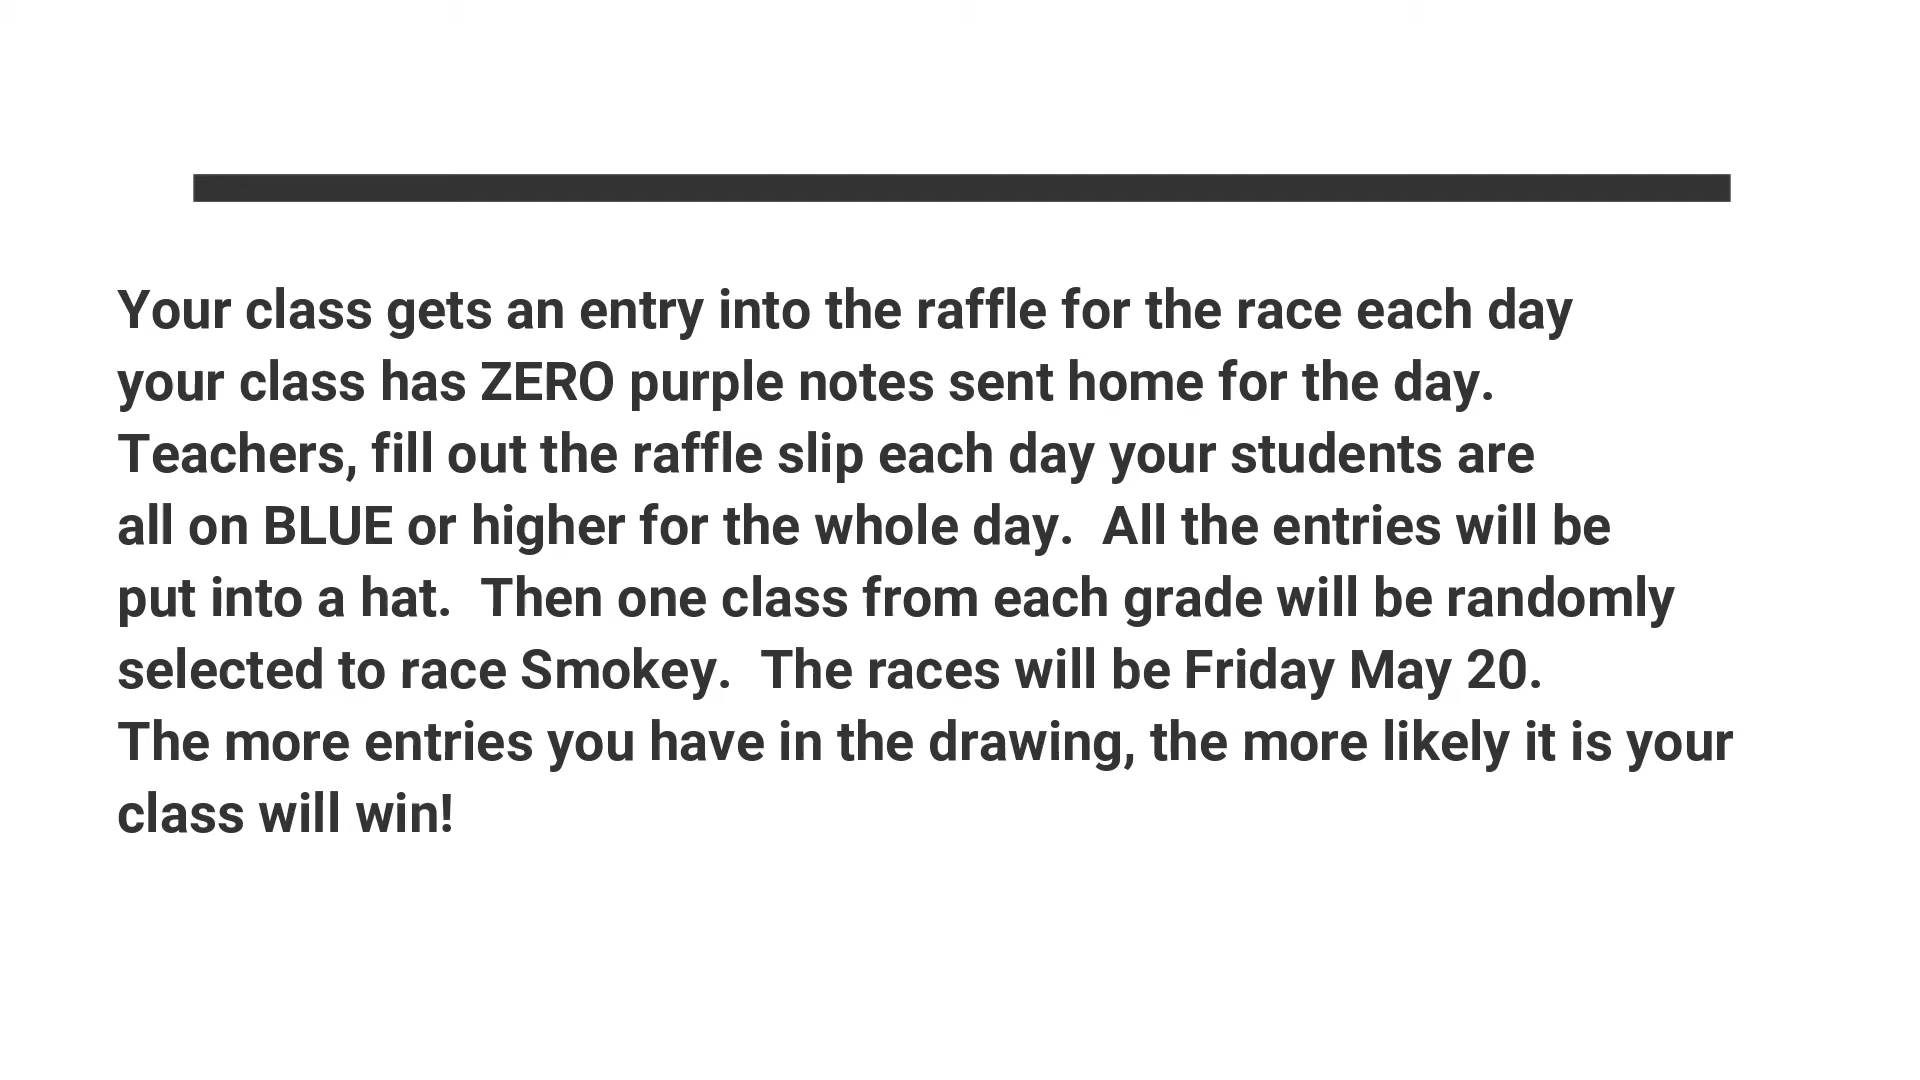 Your class gets an entry into the raffle for the race each day
your class has ZERO purple notes sent home for the day.
Teachers, fill out the raffle slip each day your students are
all on BLUE or higher for the whole day.  All the entries will be
put into a hat.  Then one class from each grade will be randomly
selected to race Smokey.  The races will be Friday May 20.
The more entries you have in the drawing, the more likely it is your
class will win!